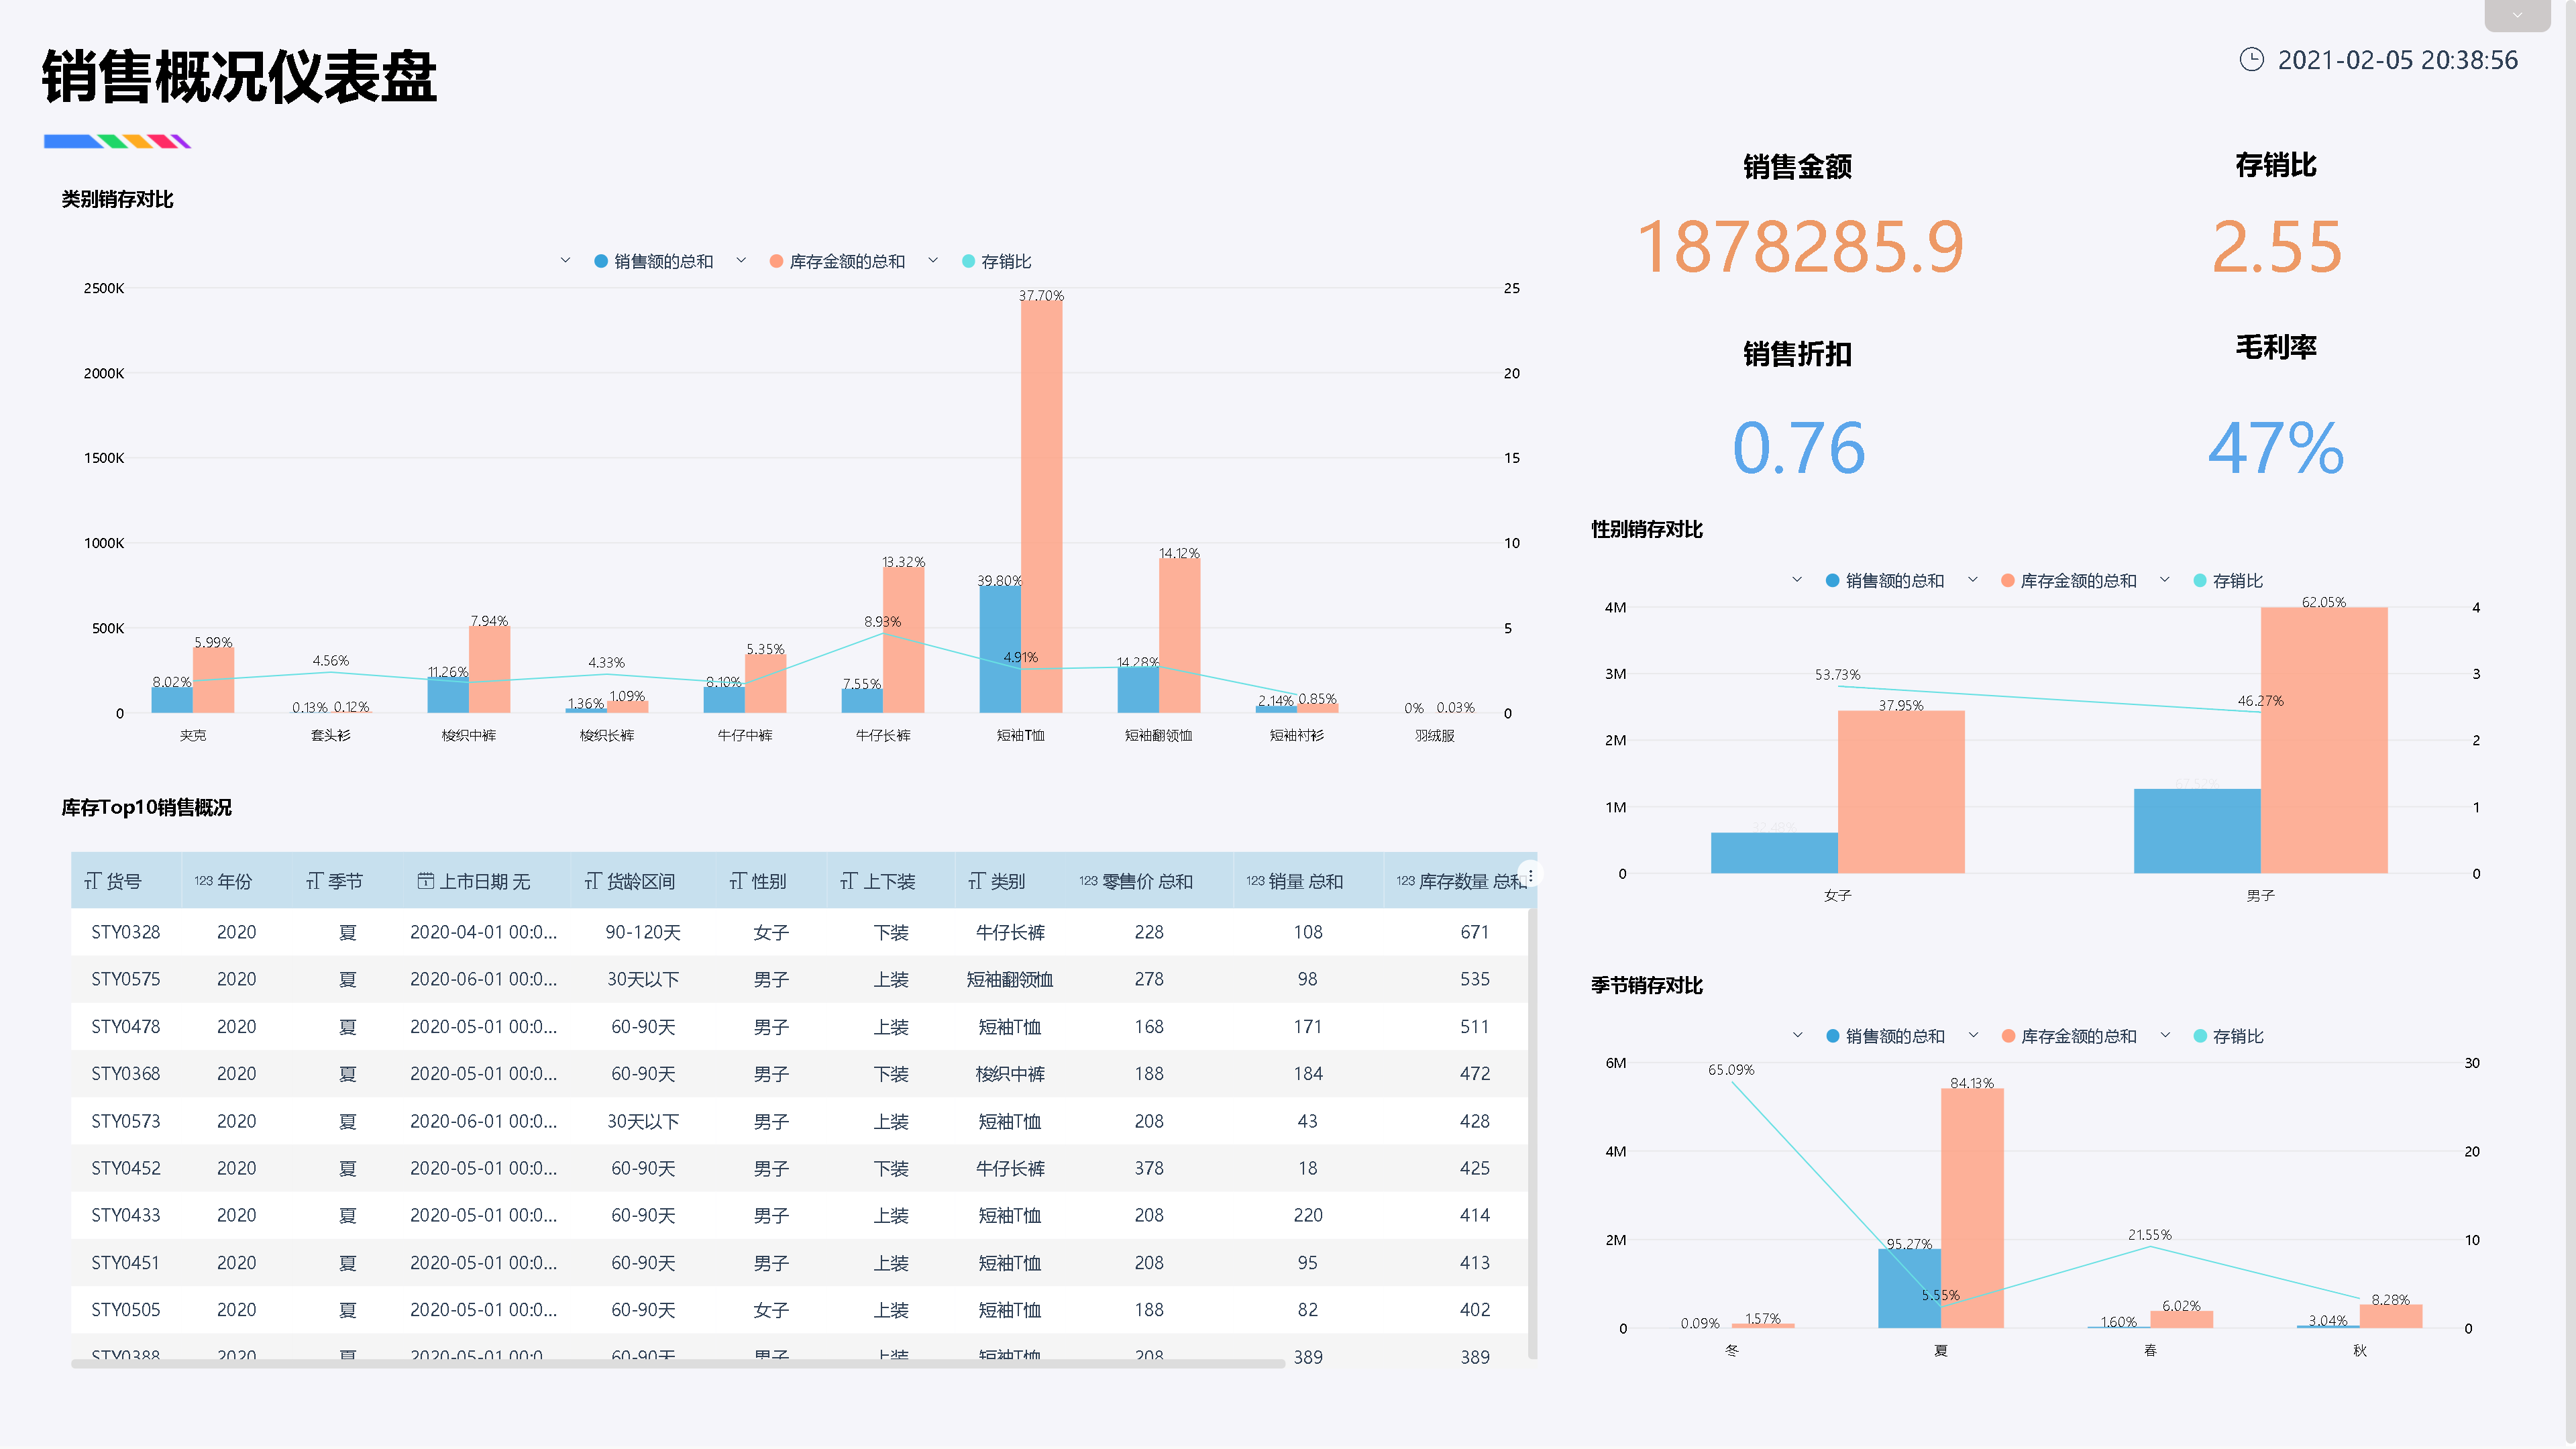 销售概况仪表盘
2021-02-05 20:38:56
类别销存对比
销售额的总和 库存金额的总和 存销比
2500K 25
2000K 20
1500K 15
1000K 10
500K 5
0 0
8.02% 5.99% 4.56% 0.13% 0.12% 11.26% 7.94% 4.33% 1.36% 1.09% 8.10% 5.35% 7.55% 8.93% 13.32% 39.80% 37.70% 4.91% 14.28% 14.12% 2.14% 0.85% 0% 0.03%
夹克 套头衫 梭织中裤 梭织长裤 牛仔中裤 牛仔长裤 短袖T恤 短袖翻领恤 短袖衬衫 羽绒服
销售金额 存销比
1878285.9 2.55
销售折扣 毛利率
0.76 47%
性别销存对比
销售额的总和 库存金额的总和 存销比
4M 4
3M 3
2M 2
1M 1
0 0
53.73% 37.95% 46.27% 62.05%
女子 男子
季节销存对比
销售额的总和 库存金额的总和 存销比
6M 30
4M 20
2M 10
0 0
65.09% 0.09% 1.57% 95.27% 84.13% 5.55% 21.55% 1.60% 6.02% 3.04% 8.28%
冬 夏 春 秋
库存Top10销售概况
货号 123 年份 季节 上市日期 无 货龄区间 性别 上下装 类别 123 零售价 总和 123 销量 总和 123 库存数量 总和
STY0328 2020 夏 2020-04-01 00:0... 90-120天 女子 下装 牛仔长裤 228 108 671
STY0575 2020 夏 2020-06-01 00:0... 30天以下 男子 上装 短袖翻领恤 278 98 535
STY0478 2020 夏 2020-05-01 00:0... 60-90天 男子 上装 短袖T恤 168 171 511
STY0368 2020 夏 2020-05-01 00:0... 60-90天 男子 下装 梭织中裤 188 184 472
STY0573 2020 夏 2020-06-01 00:0... 30天以下 男子 上装 短袖T恤 208 43 428
STY0452 2020 夏 2020-05-01 00:0... 60-90天 男子 下装 牛仔长裤 378 18 425
STY0433 2020 夏 2020-05-01 00:0... 60-90天 男子 上装 短袖T恤 208 220 414
STY0451 2020 夏 2020-05-01 00:0... 60-90天 男子 上装 短袖T恤 208 95 413
STY0505 2020 夏 2020-05-01 00:0... 60-90天 女子 上装 短袖T恤 188 82 402
STY0388 2020 夏 2020-05-01 00:0 60-90天 男子 上装 短袖T恤 208 389 389